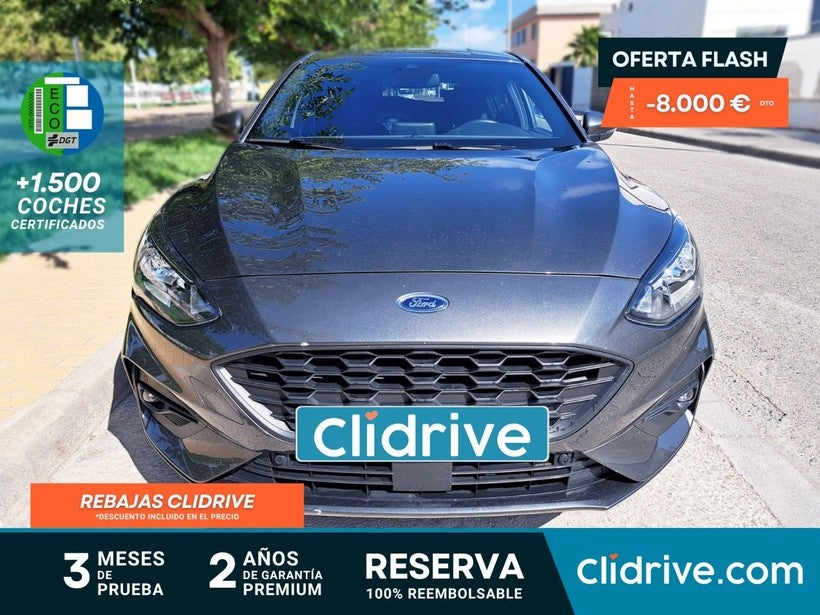 OFERTA FLASH
HASTA
-8.000 € DTO
ECO
DGT
+1.500
COCHES
CERTIFICADOS
Ford
Clidrive
REBAJAS CLIDRIVE
*DESCUENTO INCLUIDO EN EL PRECIO
3 MESES
DE
PRUEBA
2 AÑOS
DE GARANTÍA
PREMIUM
RESERVA
100% REEMBOLSABLE
Clidrive.com